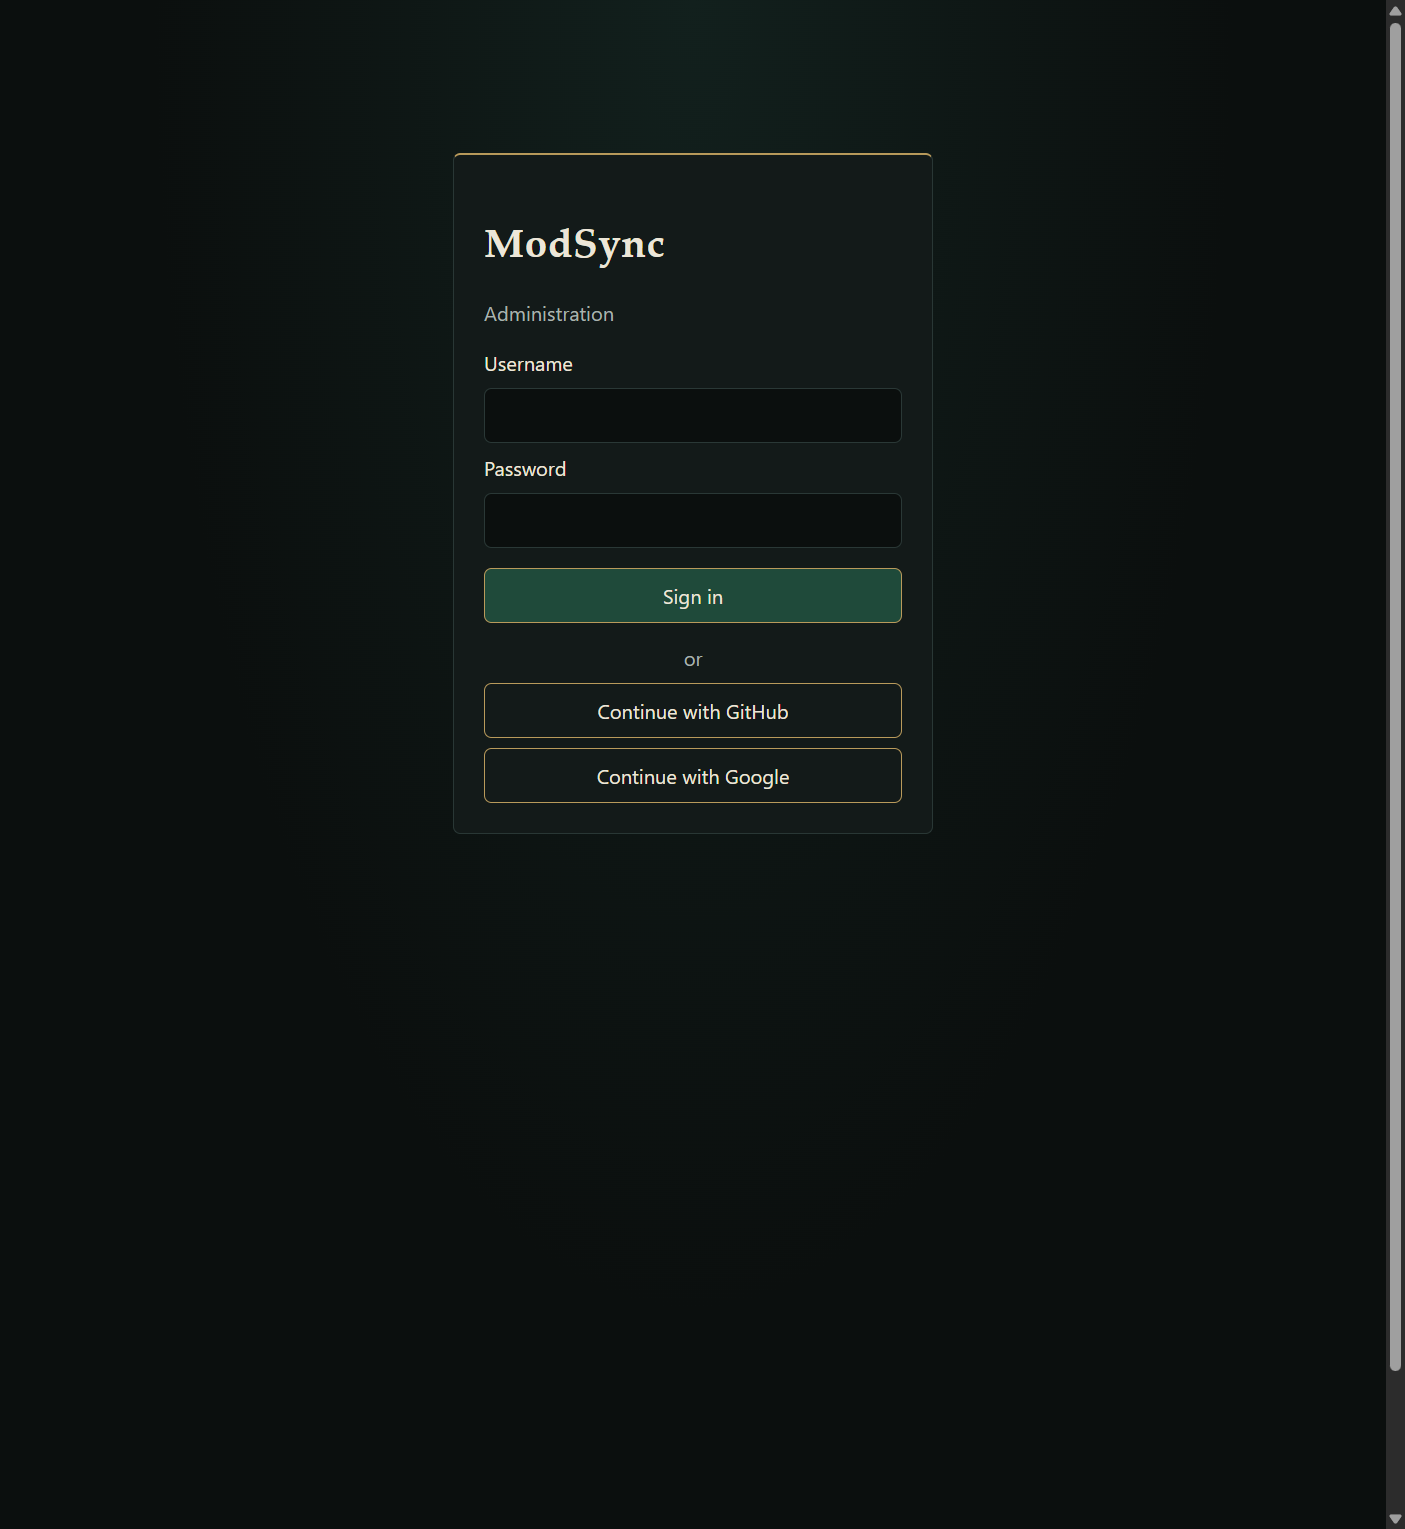 ModSync
Administration
Username
Password
Sign in
or
Continue with GitHub
Continue with Google